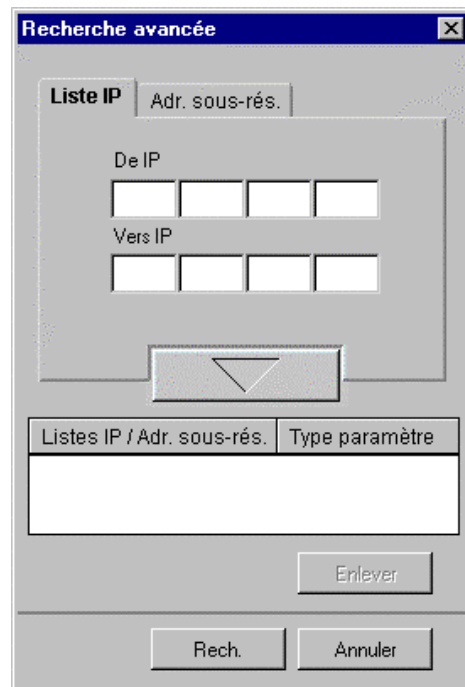 Recherche avancée
Liste IP Adr. sous-rés.
De IP
Vers IP
Listes IP / Adr. sous-rés. Type paramètre
Enlever
Rech. Annuler